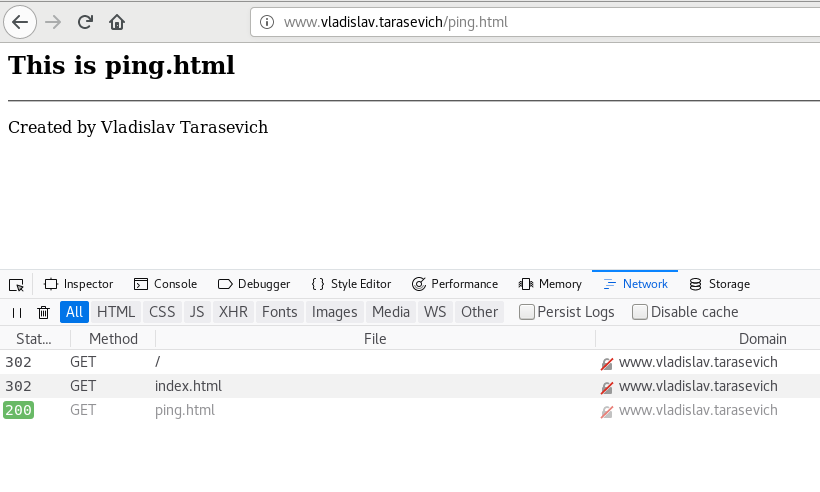 www.vladislav.tarasevich/ping.html
This is ping.html
Created by Vladislav Tarasevich
Inspector Console Debugger { } Style Editor Performance Memory Network Storage
All HTML CSS JS XHR Fonts Images Media WS Other Persist Logs Disable cache
Stat... Method File Domain
302 GET / www.vladislav.tarasevich
302 GET index.html www.vladislav.tarasevich
200 GET ping.html www.vladislav.tarasevich